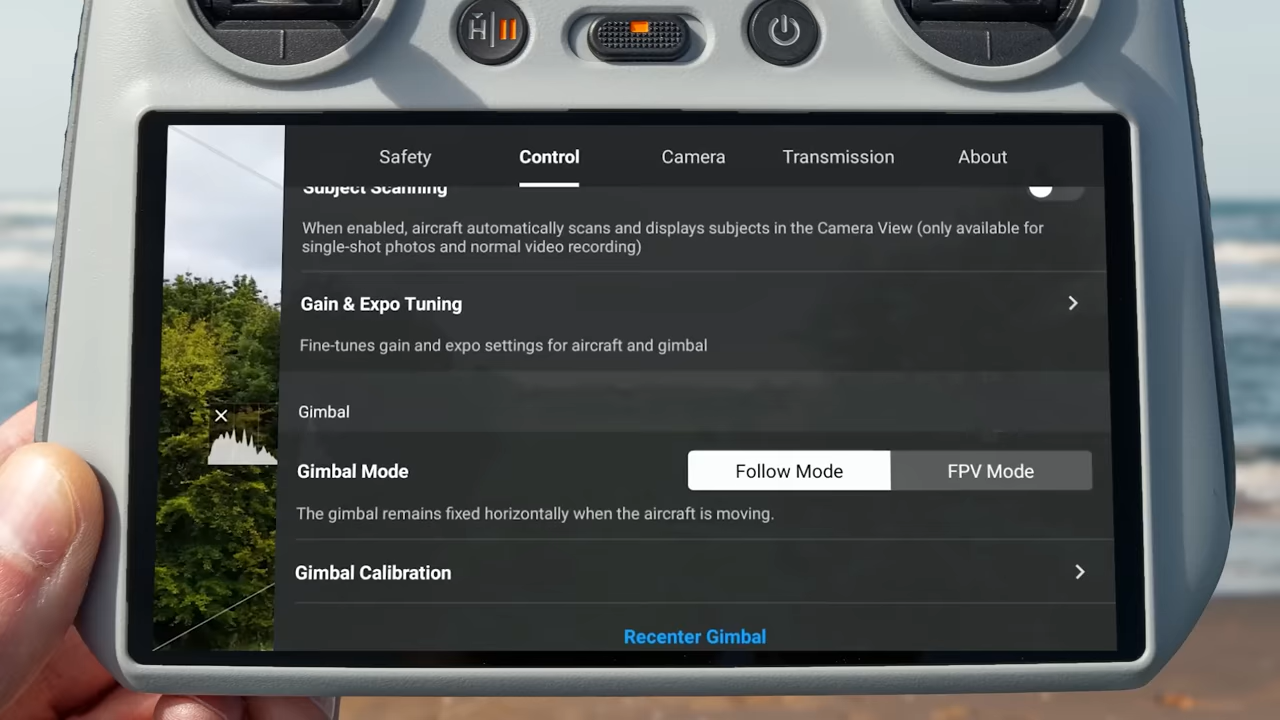 Safety
Control
Camera
Transmission
About
Subject Scanning
When enabled, aircraft automatically scans and displays subjects in the Camera View (only available for
single-shot photos and normal video recording)
Gain & Expo Tuning
Fine-tunes gain and expo settings for aircraft and gimbal
Gimbal
Gimbal Mode
Follow Mode
FPV Mode
The gimbal remains fixed horizontally when the aircraft is moving.
Gimbal Calibration
Recenter Gimbal